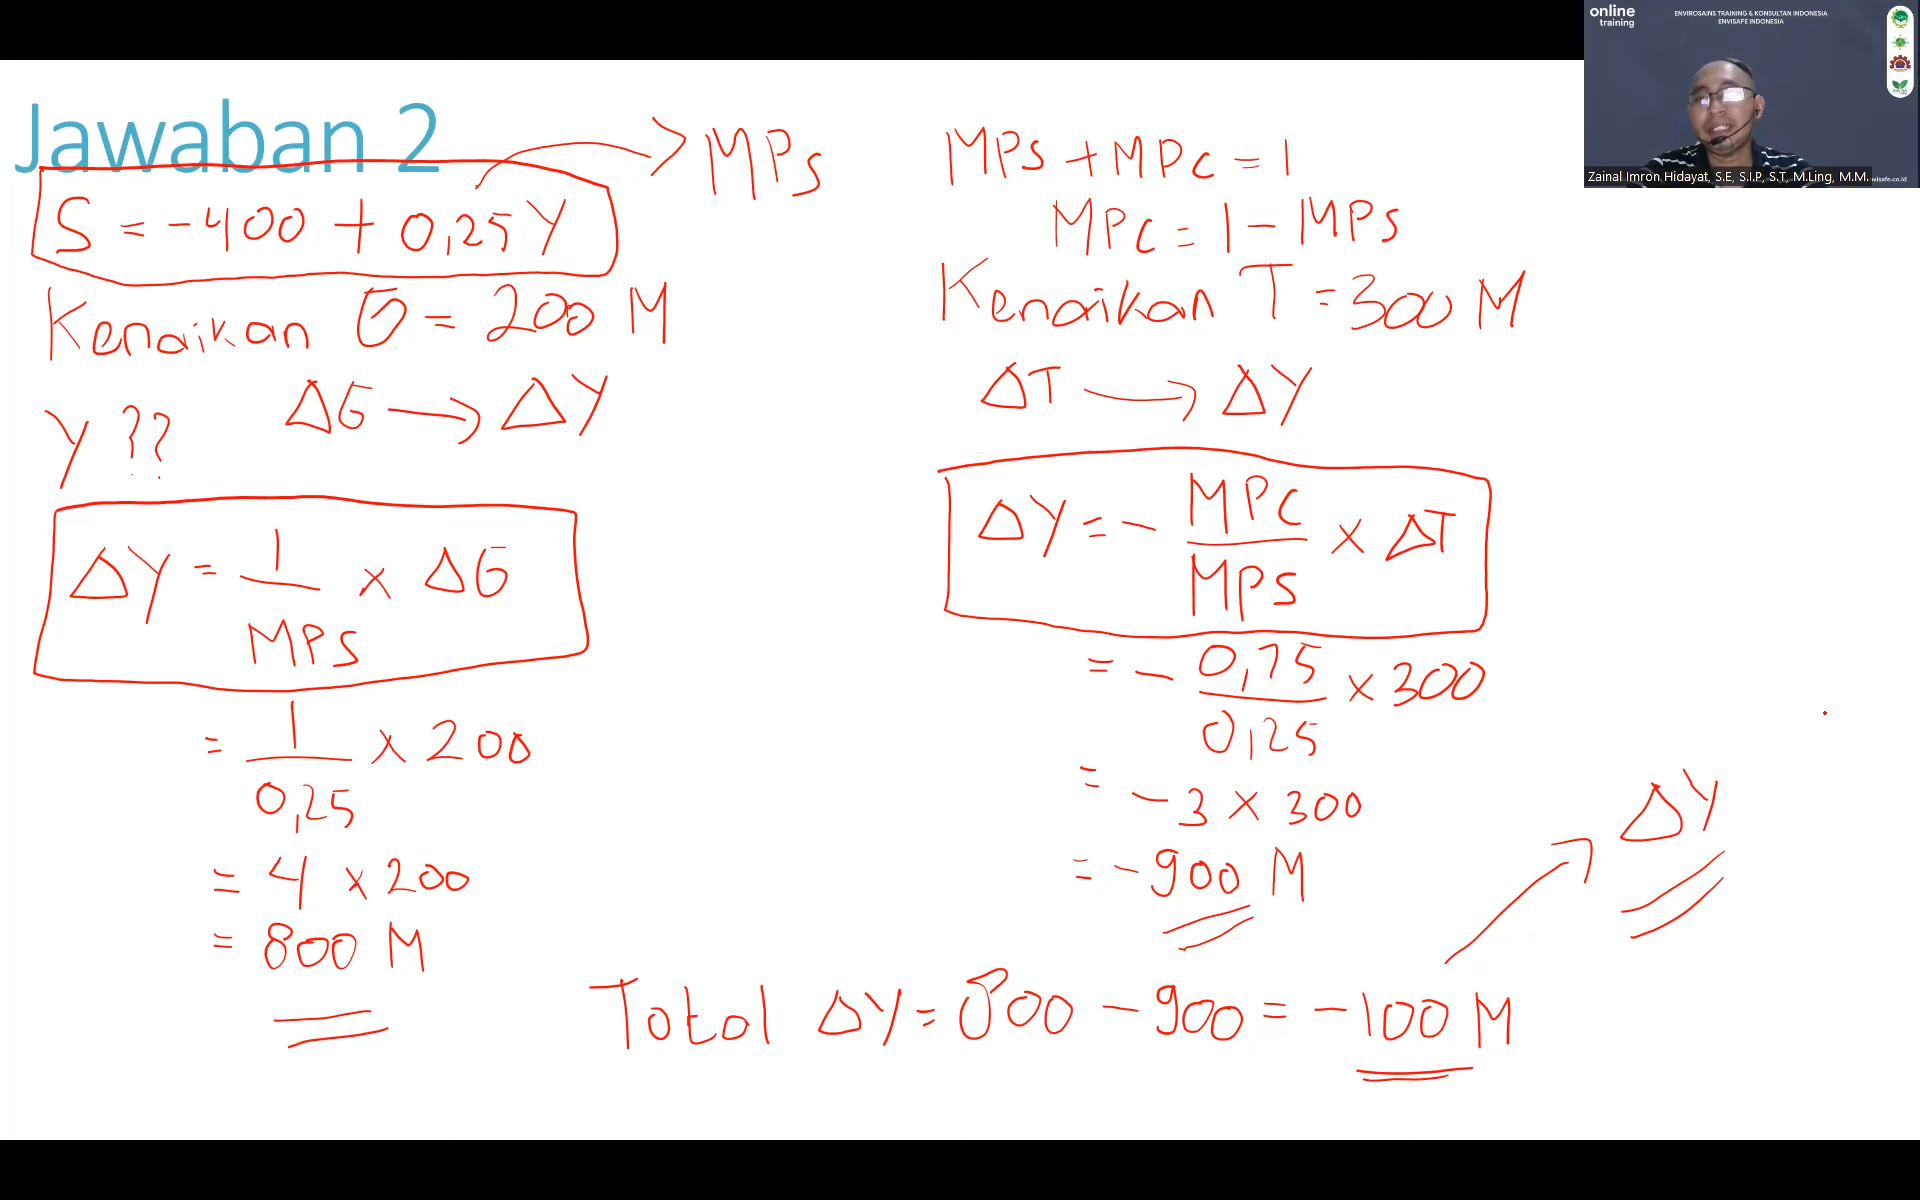 Jawaban 2
S = -400 + 0,25 Y
MPS
Kenaikan G = 200 M
Y ??
ΔG → ΔY
ΔY = 1/MPS x ΔG
= 1/0,25 x 200
= 4 x 200
= 800 M
MPS + MPC = 1
MPC = 1 - MPS
Kenaikan T = 300 M
ΔT → ΔY
ΔY = - MPC/MPS x ΔT
= - 0,75/0,25 x 300
= -3 x 300
= -900 M
ΔY
Total ΔY = 800 - 900 = -100 M
online
training
ENVIROSAINS TRAINING & KONSULTAN INDONESIA
ENVISAFE INDONESIA
Zainal Imron Hidayat, S.E, S.I.P, S.T, M.Ling, M.M.